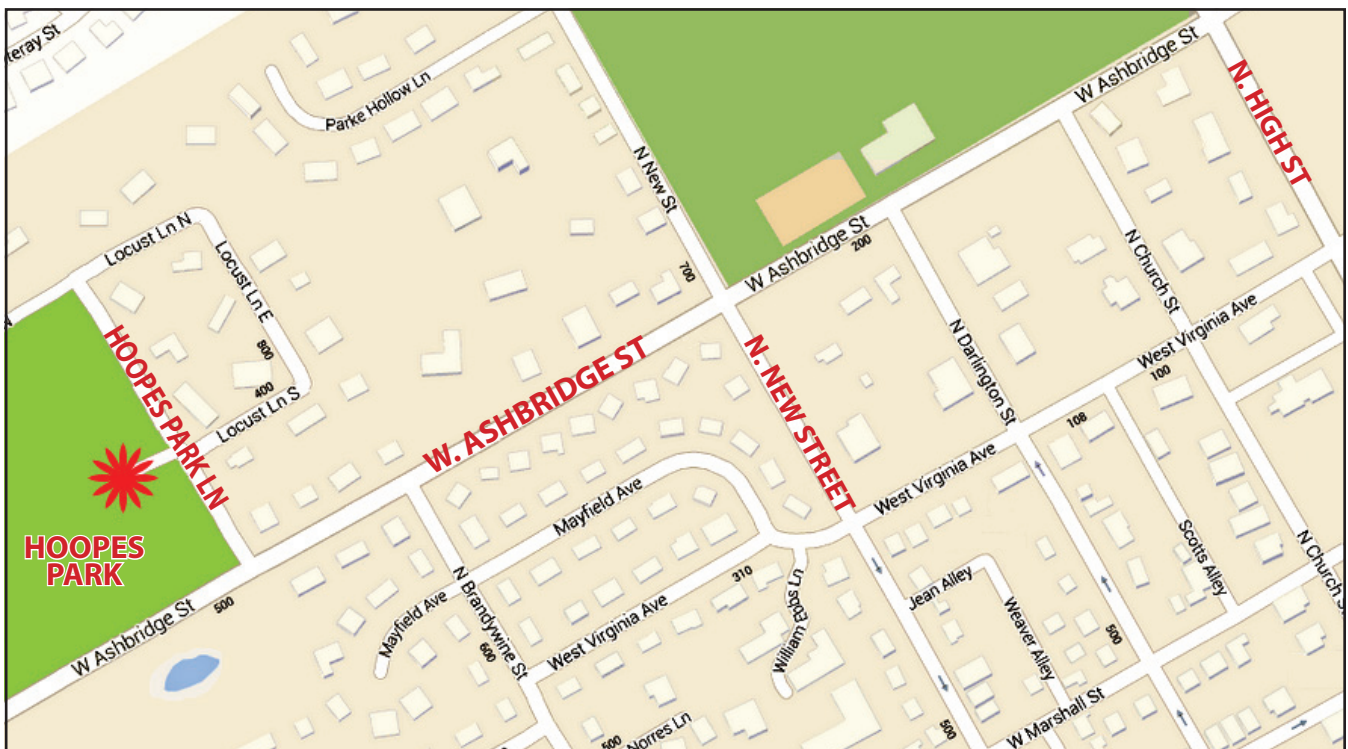 W Ashbridge St
N. HIGH ST
Parke Hollow Ln
N New St
W Ashbridge St
200
N Church St
Locust Ln N
Locust Ln E
700
HOOPES PARK LN
800
400
Locust Ln S
W. ASHBRIDGE ST
N. NEW STREET
N Darlington St
West Virginia Ave
100
108
HOOPES
PARK
Mayfield Ave
West Virginia Ave
Scotts Alley
N Church S
500
W Ashbridge St
Mayfield Ave
N Brandywine St
600
310
West Virginia Ave
William Ebbs Ln
Jean Alley
Weaver Alley
500
W Marshall St
500
500
Norres Ln